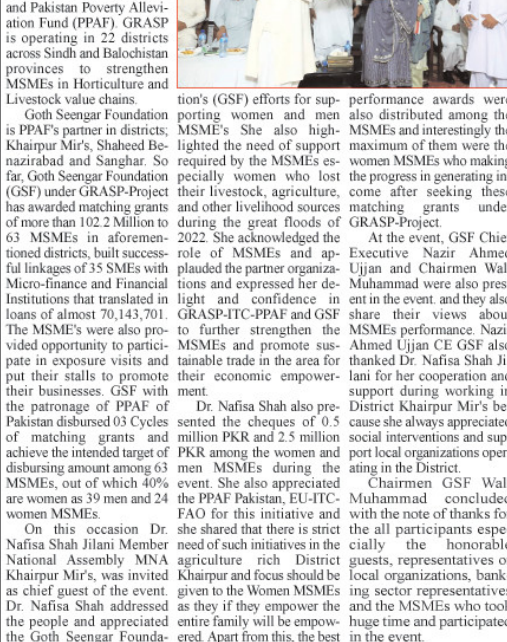 and Pakistan Poverty Allevi-
ation Fund (PPAF). GRASP
is operating in 22 districts
across Sindh and Balochistan
provinces to strengthen
MSMEs in Horticulture and
Livestock value chains.
Goth Seengar Foundation
is PPAF's partner in districts;
Khairpur Mir's, Shaheed Be-
nazirabad and Sanghar. So
far, Goth Seengar Foundation
(GSF) under GRASP-Project
has awarded matching grants
of more than 102.2 Million to
63 MSMEs in aforemen-
tioned districts, built success-
ful linkages of 35 SMEs with
Micro-finance and Financial
Institutions that translated in
loans of almost 70,143,701.
The MSME's were also pro-
vided opportunity to partici-
pate in exposure visits and
put their stalls to promote
their businesses. GSF with
the patronage of PPAF of
Pakistan disbursed 03 Cycles
of matching grants and
achieve the intended target of
disbursing amount among 63
MSMEs, out of which 40%
are women as 39 men and 24
women MSMEs.
On this occasion Dr.
Nafisa Shah Jilani Member
National Assembly MNA
Khairpur Mir's, was invited
as chief guest of the event.
Dr. Nafisa Shah addressed
the people and appreciated
the Goth Seengar Founda-
tion's (GSF) efforts for sup-
porting women and men
MSME's She also high-
lighted the need of support
required by the MSMEs es-
pecially women who lost
their livestock, agriculture,
and other livelihood sources
during the great floods of
2022. She acknowledged the
role of MSMEs and ap-
plauded the partner organiza-
tions and expressed her de-
light and confidence in
GRASP-ITC-PPAF and GSF
to further strengthen the
MSMEs and promote sus-
tainable trade in the area for
their economic empower-
ment.
Dr. Nafisa Shah also pre-
sented the cheques of 0.5
million PKR and 2.5 million
PKR among the women and
men MSMEs during the
event. She also appreciated
the PPAF Pakistan, EU-ITC-
FAO for this initiative and
she shared that there is strict
need of such initiatives in the
agriculture rich District
Khairpur and focus should be
given to the Women MSMEs
as they if they empower the
entire family will be empow-
ered. Apart from this, the best
performance awards were
also distributed among the
MSMEs and interestingly the
maximum of them were the
women MSMEs who making
the progress in generating in-
come after seeking these
matching grants unde
GRASP-Project.
At the event, GSF Chie
Executive Nazir Ahmed
Ujjan and Chairmen Wal
Muhammad were also pres
ent in the event. and they also
share their views abou
MSMEs performance. Nazi
Ahmed Ujjan CE GSF also
thanked Dr. Nafisa Shah Ji
lani for her cooperation and
support during working in
District Khairpur Mir's be
cause she always appreciated
social interventions and sup
port local organizations oper
ating in the District.
Chairmen GSF Wal
Muhammad concluded
with the note of thanks fo
the all participants espe
cially the honorabl
guests, representatives o
local organizations, bank
ing sector representative
and the MSMEs who took
huge time and participated
in the event.